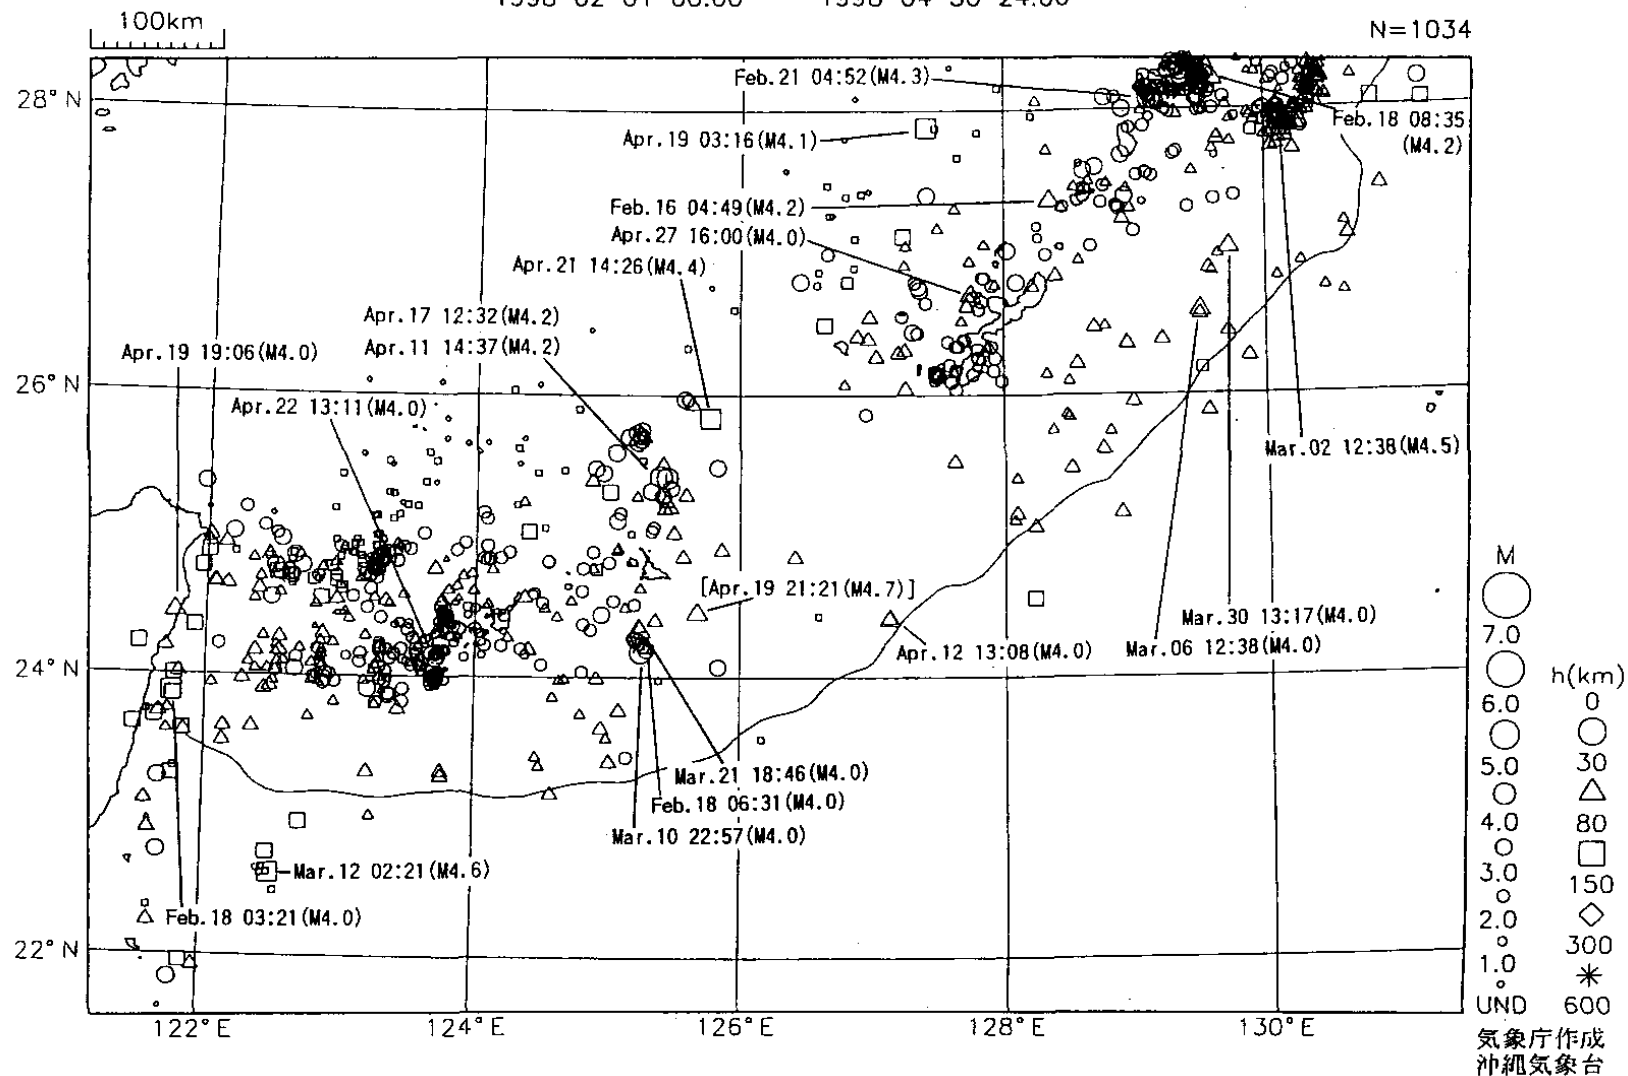 100km
N=1034
28°N
Feb.21 04:52(M4.3)
Apr.19 03:16(M4.1)
Feb.18 08:35
(M4.2)
Feb.16 04:49(M4.2)
Apr.27 16:00(M4.0)
Apr.21 14:26(M4.4)
Apr.17 12:32(M4.2)
Apr.11 14:37(M4.2)
Apr.19 19:06(M4.0)
26°N
Apr.22 13:11(M4.0)
Mar.02 12:38(M4.5)
[Apr.19 21:21(M4.7)]
Mar.30 13:17(M4.0)
Apr.12 13:08(M4.0)
Mar.06 12:38(M4.0)
24°N
Mar.21 18:46(M4.0)
Feb.18 06:31(M4.0)
Mar.10 22:57(M4.0)
Mar.12 02:21(M4.6)
Feb.18 03:21(M4.0)
22°N
122°E
124°E
126°E
128°E
130°E
M
7.0
6.0
5.0
4.0
3.0
2.0
1.0
UND
h(km)
0
30
80
150
300
600
気象庁作成
沖縄気象台